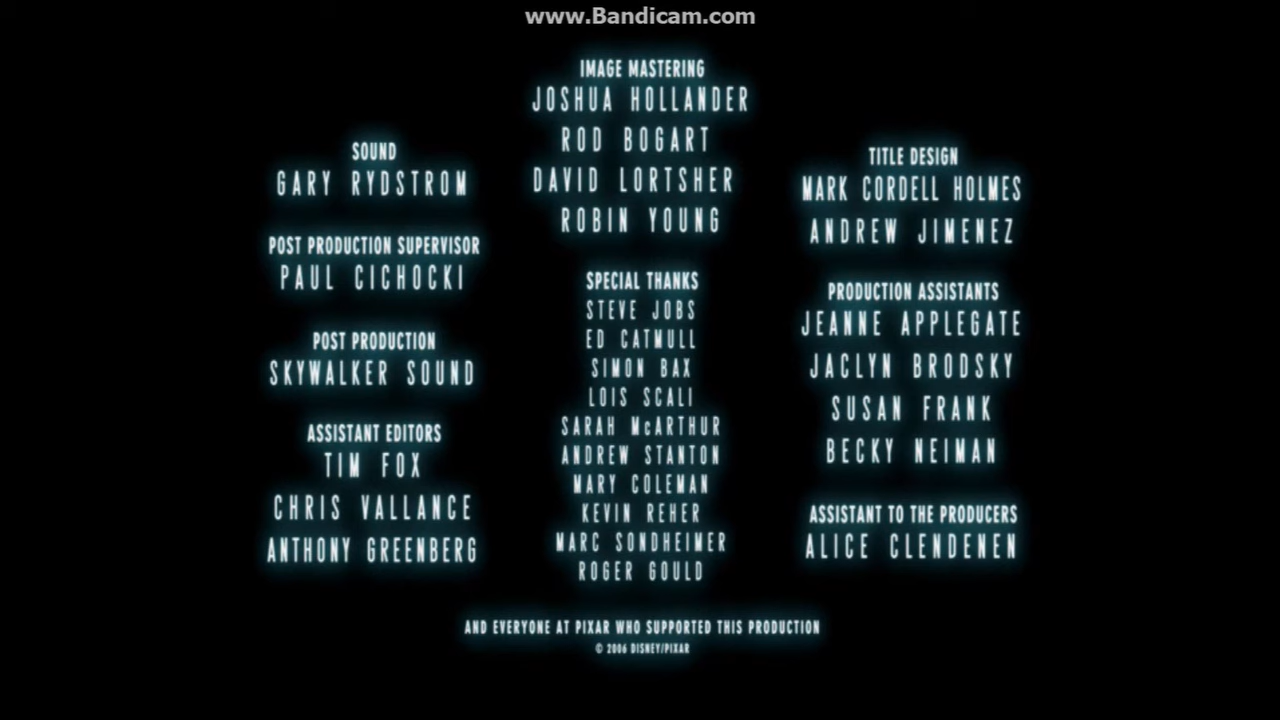 www.Bandicam.com
SOUND
GARY RYDSTROM
POST PRODUCTION SUPERVISOR
PAUL CICHOCKI
POST PRODUCTION
SKYWALKER SOUND
ASSISTANT EDITORS
TIM FOX
CHRIS VALLANCE
ANTHONY GREENBERG
IMAGE MASTERING
JOSHUA HOLLANDER
ROD BOGART
DAVID LORTSHER
ROBIN YOUNG
SPECIAL THANKS
STEVE JOBS
ED CATMULL
SIMON BAX
LOIS SCALI
SARAH McARTHUR
ANDREW STANTON
MARY COLEMAN
KEVIN REHER
MARC SONDHEIMER
ROGER GOULD
TITLE DESIGN
MARK CORDELL HOLMES
ANDREW JIMENEZ
PRODUCTION ASSISTANTS
JEANNE APPLEGATE
JACLYN BRODSKY
SUSAN FRANK
BECKY NEIMAN
ASSISTANT TO THE PRODUCERS
ALICE CLENDENEN
AND EVERYONE AT PIXAR WHO SUPPORTED THIS PRODUCTION
© 2006 DISNEY/PIXAR